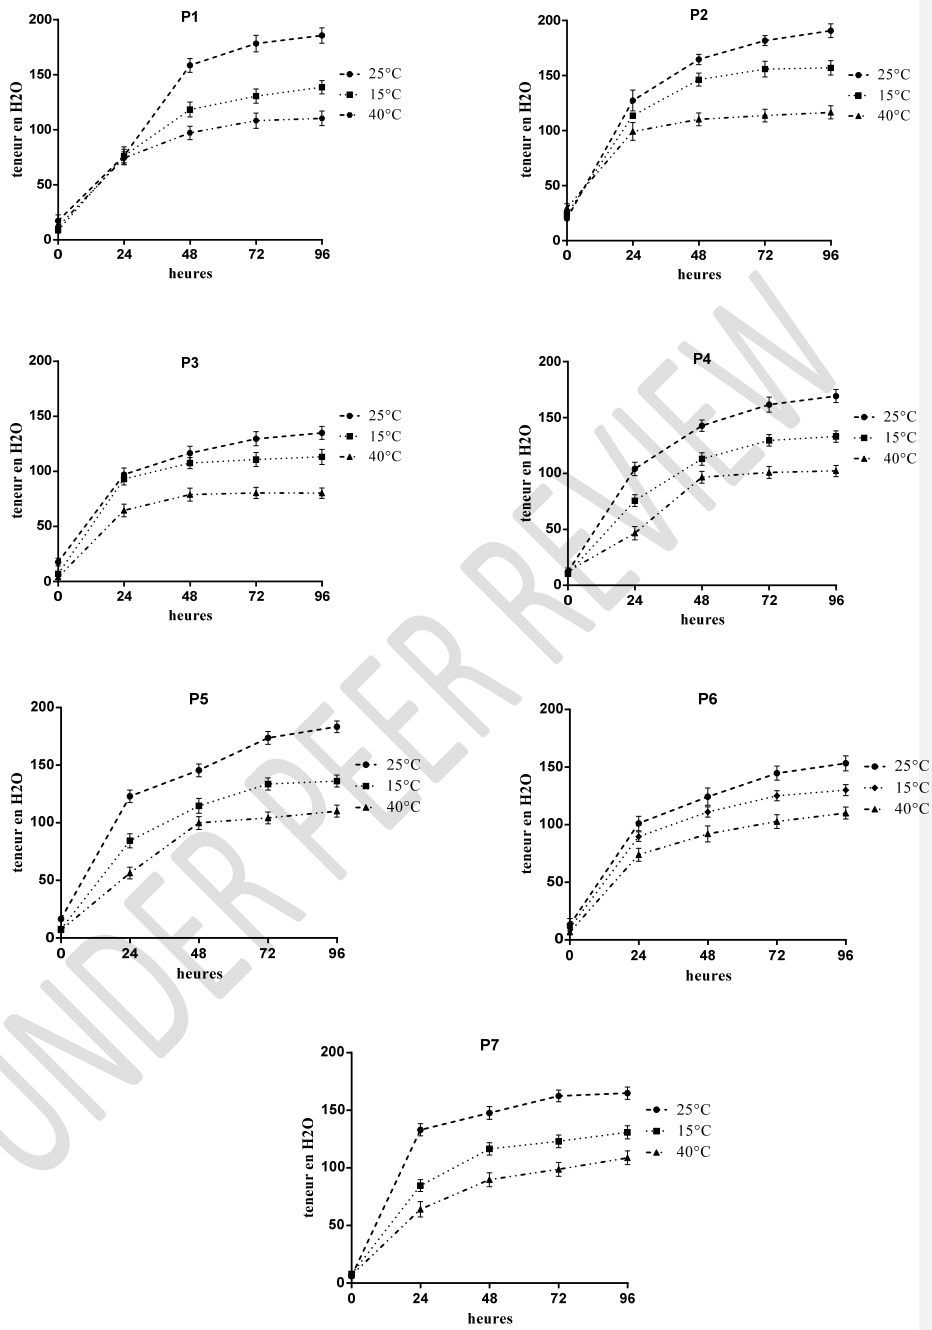 P1
200
150
100
50
0
teneur en H2O
0 24 48 72 96
heures
25°C
15°C
40°C
P2
200
150
100
50
0
teneur en H2O
0 24 48 72 96
heures
25°C
15°C
40°C
P3
200
150
100
50
0
teneur en H2O
0 24 48 72 96
heures
25°C
15°C
40°C
P4
200
150
100
50
0
teneur en H2O
0 24 48 72 96
heures
25°C
15°C
40°C
P5
200
150
100
50
0
teneur en H2O
0 24 48 72 96
heures
25°C
15°C
40°C
P6
200
150
100
50
0
teneur en H2O
0 24 48 72 96
heures
25°C
15°C
40°C
P7
200
150
100
50
0
teneur en H2O
0 24 48 72 96
heures
25°C
15°C
40°C
UNDER PEER REVIEW